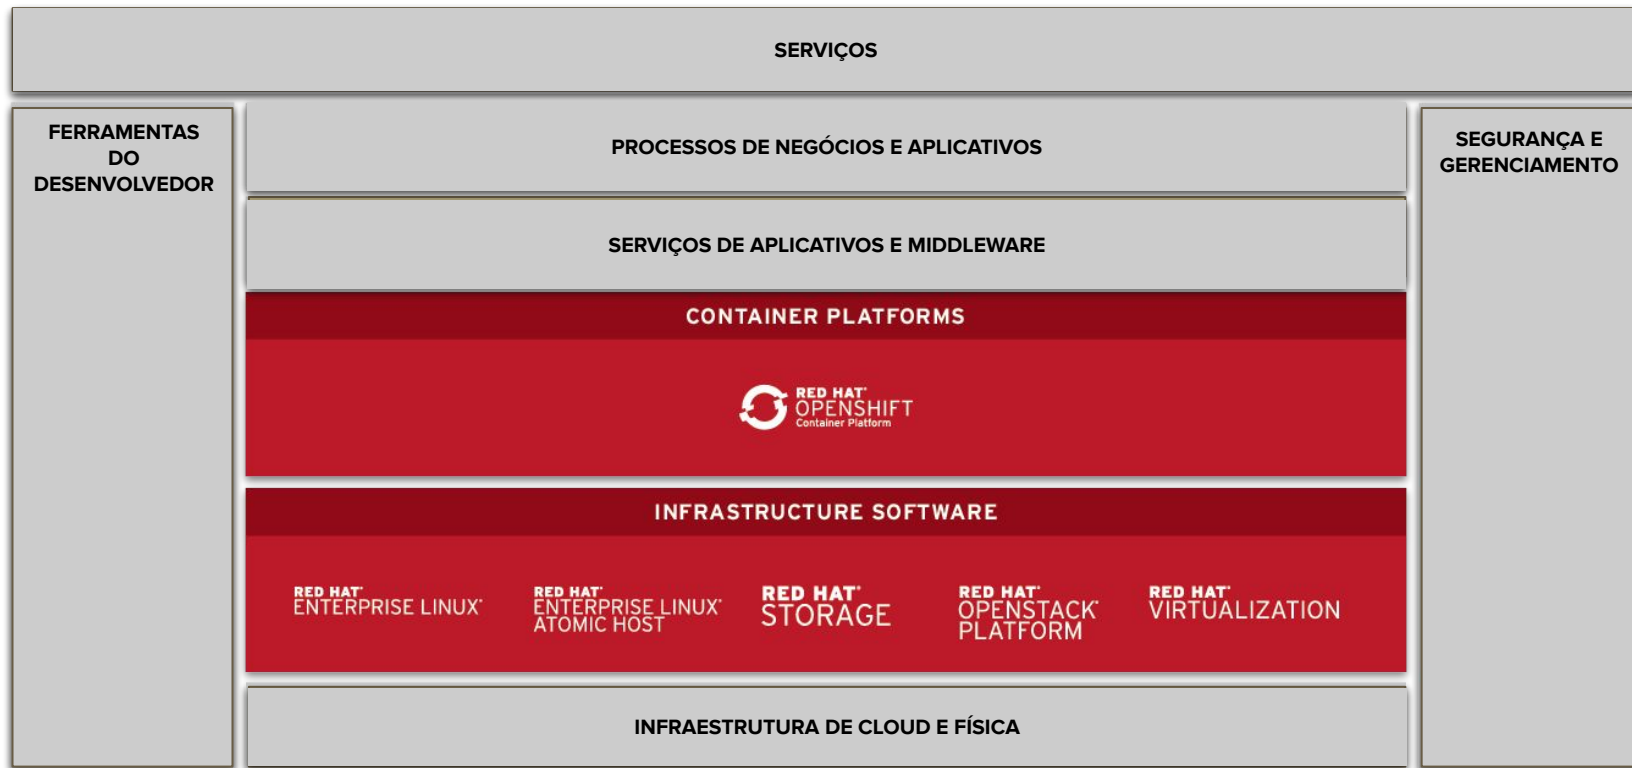 SERVIÇOS
FERRAMENTAS
DO
DESENVOLVEDOR
PROCESSOS DE NEGÓCIOS E APLICATIVOS
SEGURANÇA E
GERENCIAMENTO
SERVIÇOS DE APLICATIVOS E MIDDLEWARE
CONTAINER PLATFORMS
RED HAT®
OPENSHIFT
Container Platform
INFRASTRUCTURE SOFTWARE
RED HAT®
ENTERPRISE LINUX®
RED HAT®
ENTERPRISE LINUX®
ATOMIC HOST
RED HAT®
STORAGE
RED HAT®
OPENSTACK®
PLATFORM
RED HAT®
VIRTUALIZATION
INFRAESTRUTURA DE CLOUD E FÍSICA